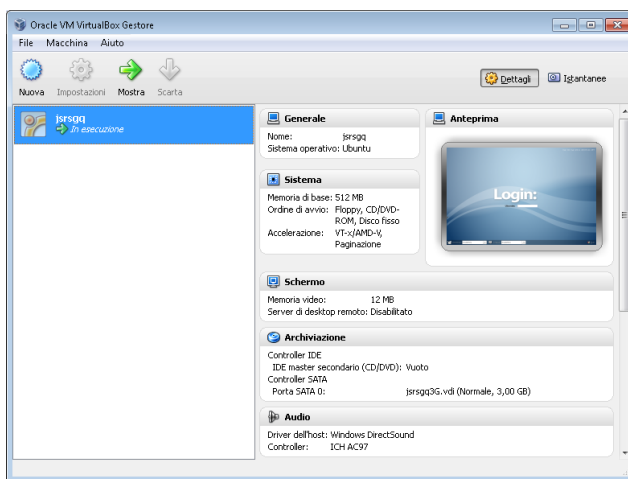 Oracle VM VirtualBox Gestore
File Macchina Aiuto
Nuova Impostazioni Mostra Scarta
Dettagli Istantanee
jsrsgq
In esecuzione
Generale
Nome: jsrsgq
Sistema operativo: Ubuntu
Anteprima
Login:
Sistema
Memoria di base: 512 MB
Ordine di avvio: Floppy, CD/DVD-
ROM, Disco fisso
Accelerazione: VT-x/AMD-V,
Paginazione
Schermo
Memoria video: 12 MB
Server di desktop remoto: Disabilitato
Archiviazione
Controller IDE
IDE master secondario (CD/DVD): Vuoto
Controller SATA
Porta SATA 0: jsrsgq3G.vdi (Normale, 3,00 GB)
Audio
Driver dell'host: Windows DirectSound
Controller: ICH AC97